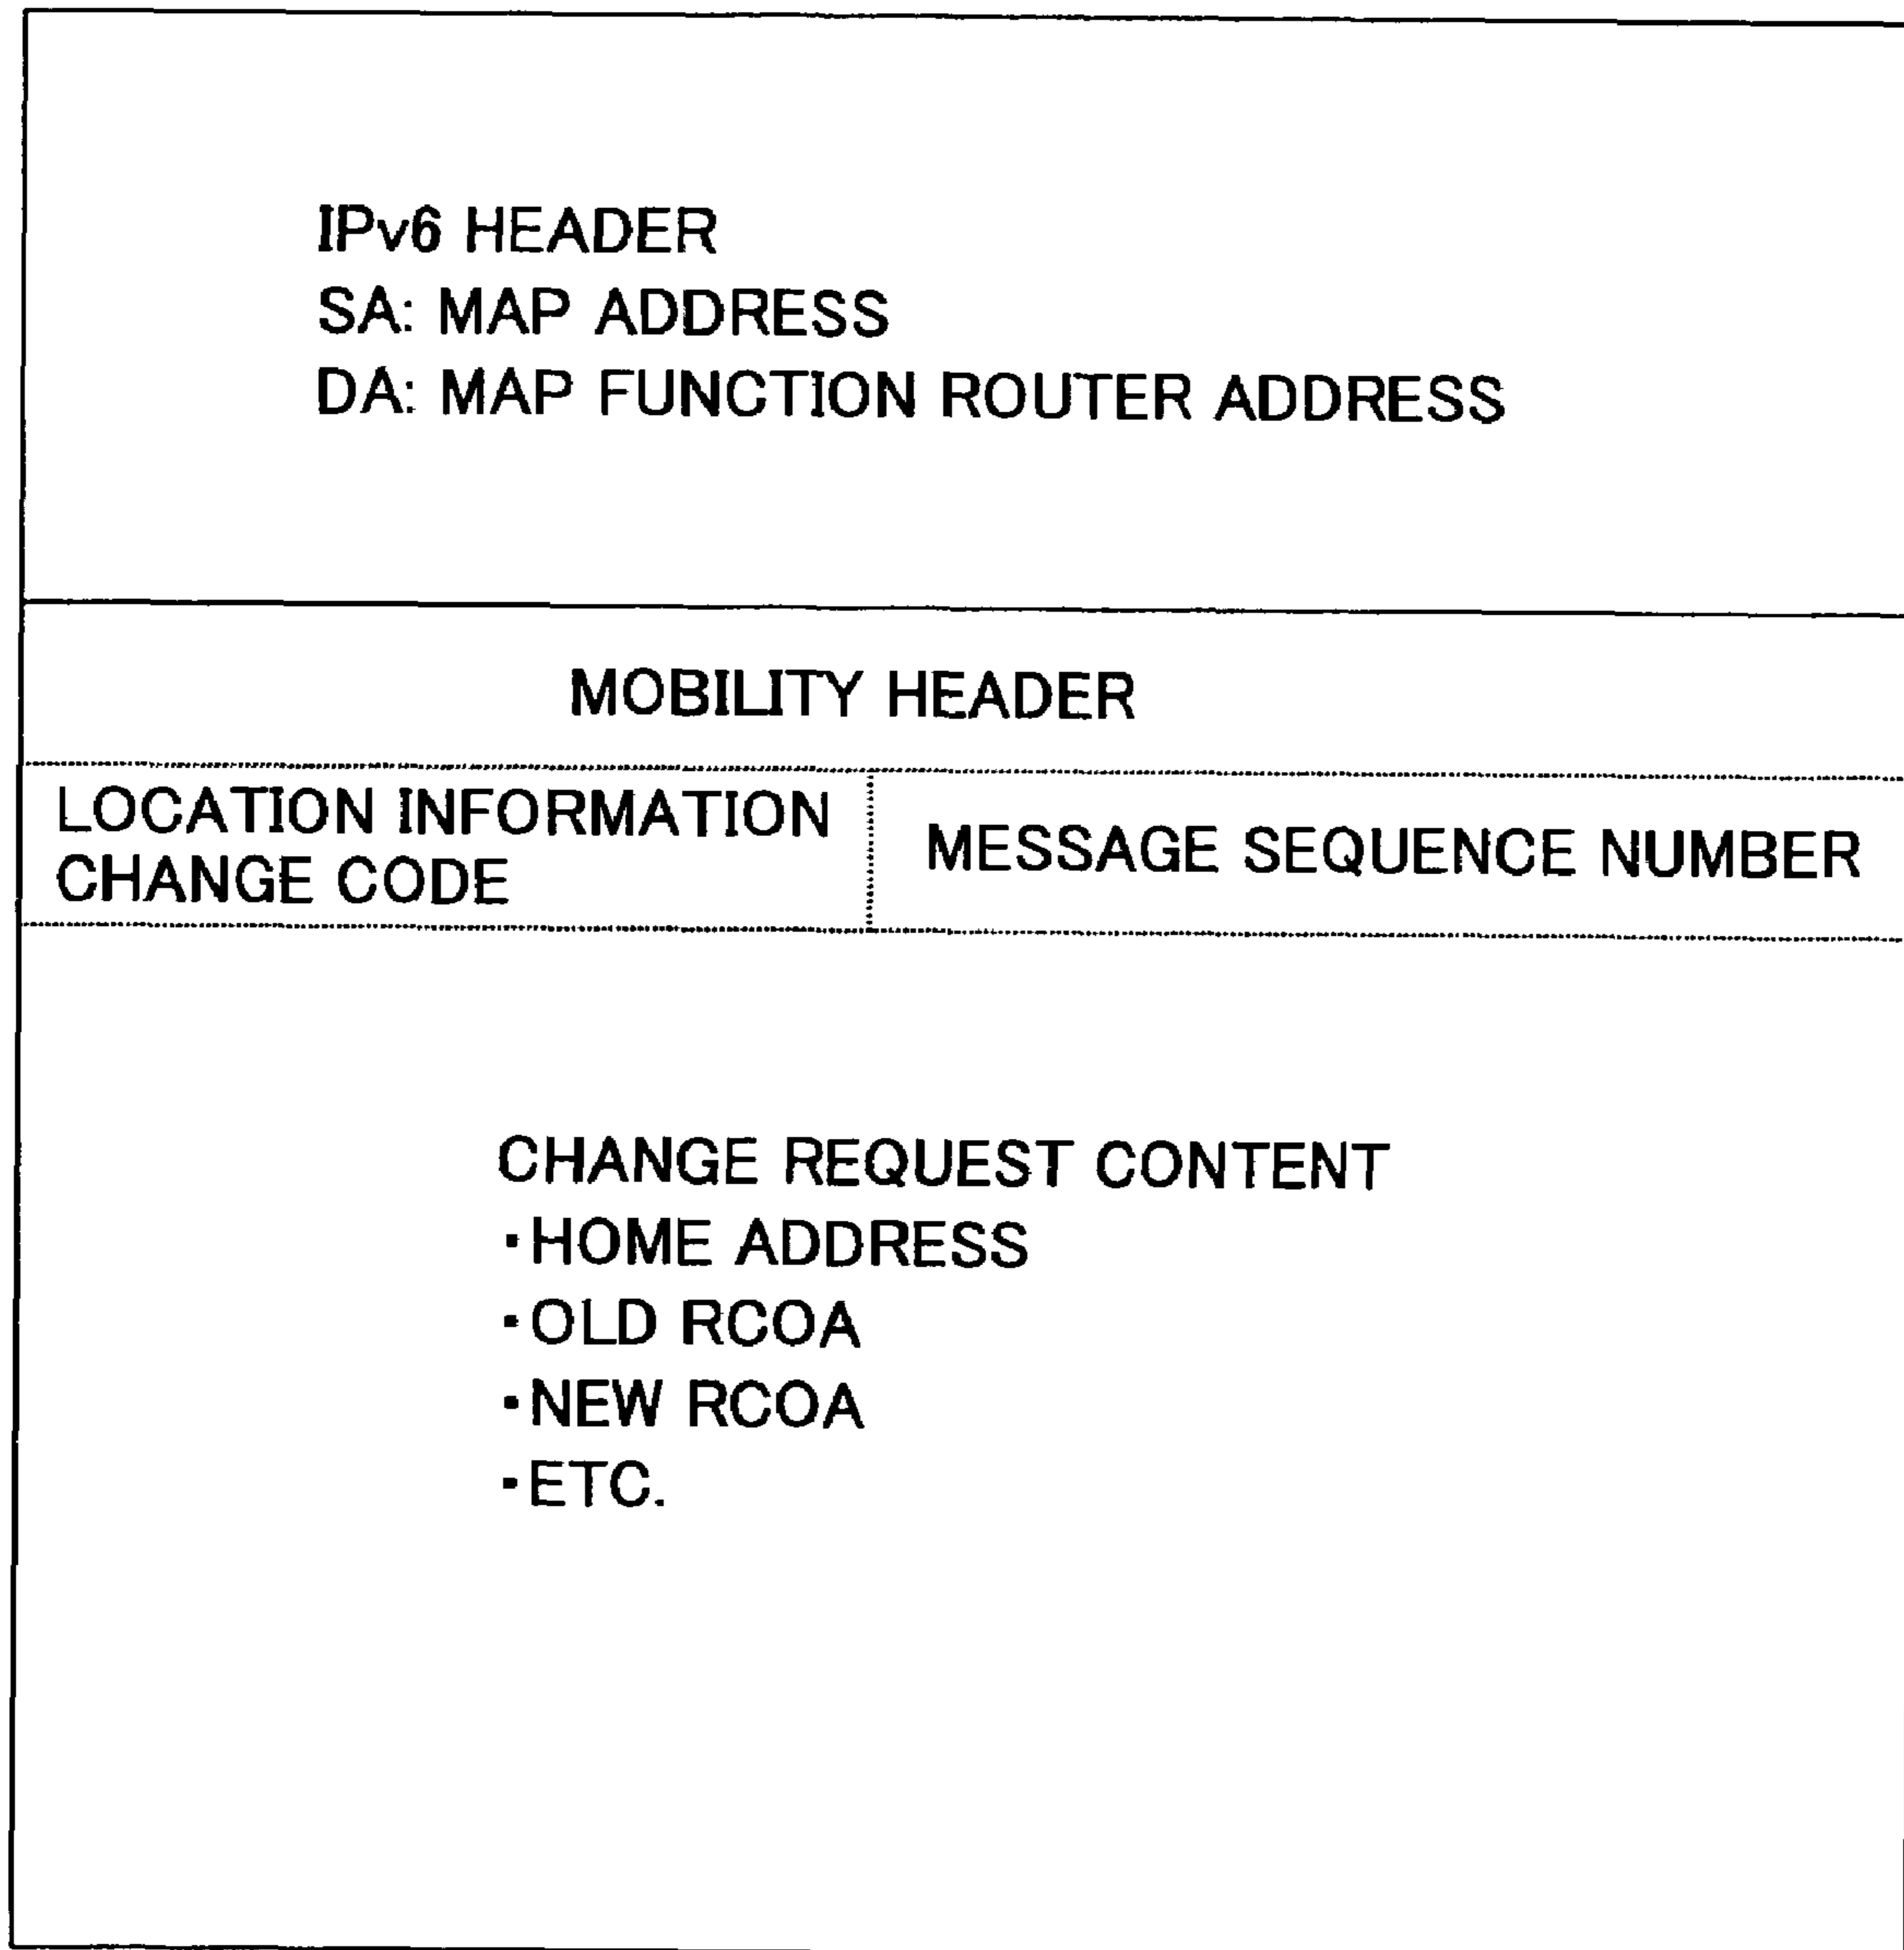 IPv6 HEADER
SA: MAP ADDRESS
DA: MAP FUNCTION ROUTER ADDRESS
MOBILITY HEADER
LOCATION INFORMATION
CHANGE CODE
MESSAGE SEQUENCE NUMBER
CHANGE REQUEST CONTENT
・HOME ADDRESS
・OLD RCOA
・NEW RCOA
・ETC.